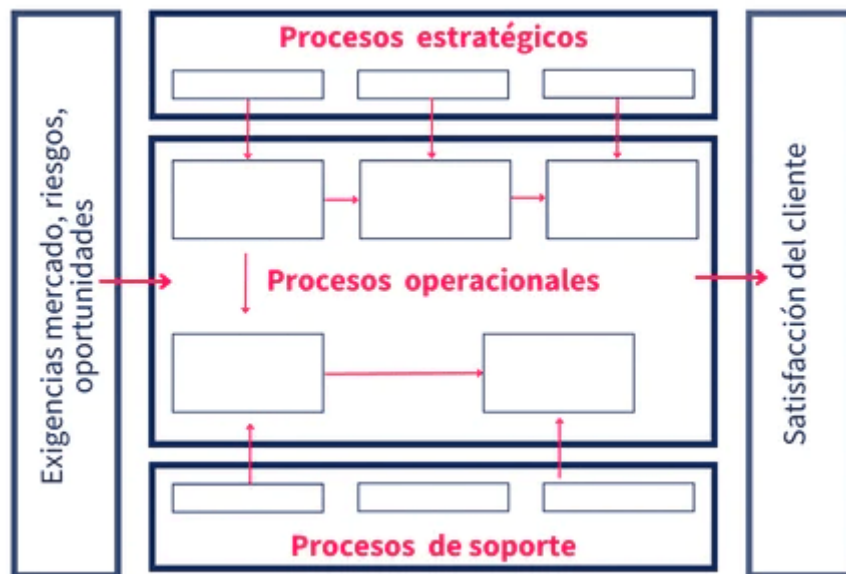 Procesos estratégicos
Exigencias mercado, riesgos,
oportunidades
Procesos operacionales
Satisfacción del cliente
Procesos de soporte